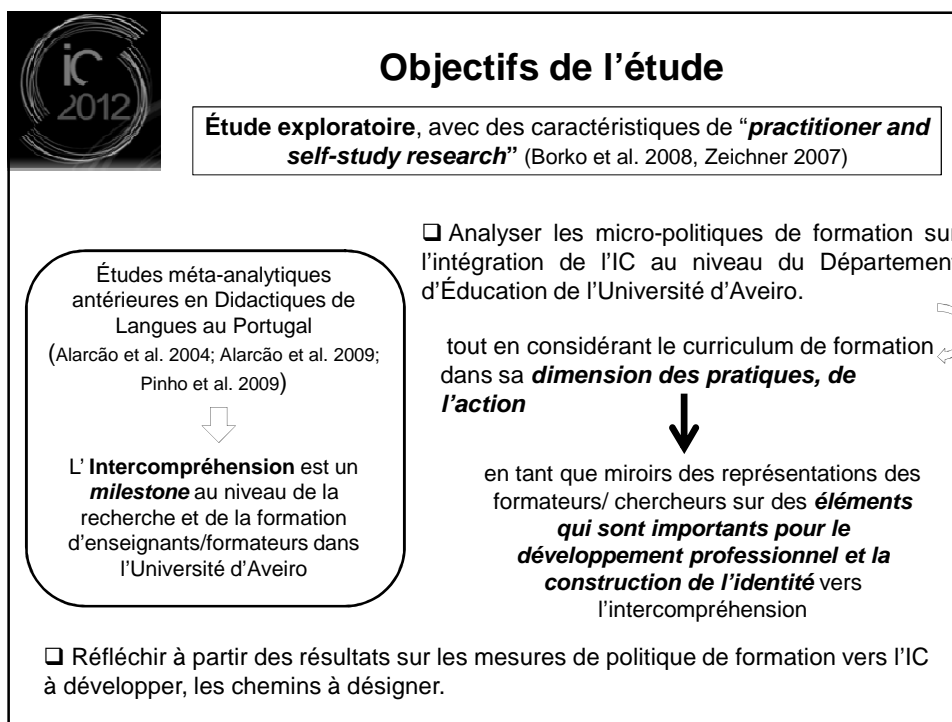 iC
2012
Objectifs de l’étude
Étude exploratoire, avec des caractéristiques de “practitioner and
self-study research” (Borko et al. 2008, Zeichner 2007)
Études méta-analytiques
antérieures en Didactiques de
Langues au Portugal
(Alarcão et al. 2004; Alarcão et al. 2009;
Pinho et al. 2009)
L’ Intercompréhension est un
milestone au niveau de la
recherche et de la formation
d’enseignants/formateurs dans
l’Université d’Aveiro
❑ Analyser les micro-politiques de formation sur
l’intégration de l’IC au niveau du Département
d’Éducation de l’Université d’Aveiro.
tout en considérant le curriculum de formation
dans sa dimension des pratiques, de
l’action
en tant que miroirs des représentations des
formateurs/ chercheurs sur des éléments
qui sont importants pour le
développement professionnel et la
construction de l’identité vers
l’intercompréhension
❑ Réfléchir à partir des résultats sur les mesures de politique de formation vers l’IC
à développer, les chemins à désigner.